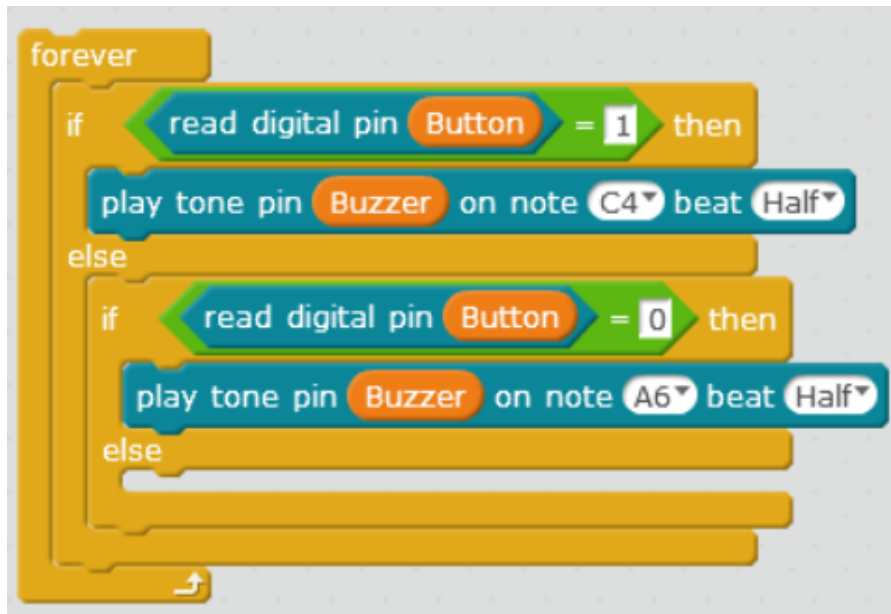 forever
if read digital pin Button = 1 then
play tone pin Buzzer on note C4 beat Half
else
if read digital pin Button = 0 then
play tone pin Buzzer on note A6 beat Half
else